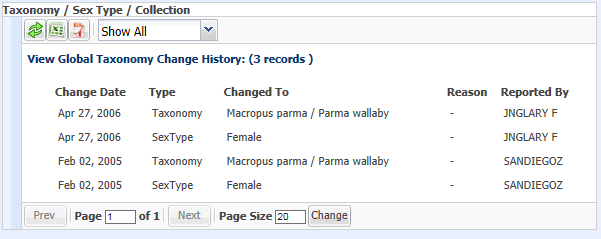 Taxonomy / Sex Type / Collection
Show All
View Global Taxonomy Change History: (3 records )
Change Date Type Changed To Reason Reported By
Apr 27, 2006 Taxonomy Macropus parma / Parma wallaby - JNGLARY F
Apr 27, 2006 SexType Female - JNGLARY F
Feb 02, 2005 Taxonomy Macropus parma / Parma wallaby - SANDIEGOZ
Feb 02, 2005 SexType Female - SANDIEGOZ
Prev Page 1 of 1 Next Page Size 20 Change